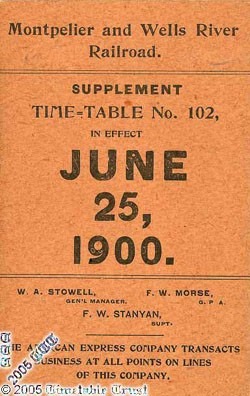 Montpelier and Wells River
Railroad.
SUPPLEMENT
TIME=TABLE No. 102,
IN EFFECT
JUNE
25,
1900.
W. A. STOWELL,
GEN'L MANAGER.
F. W. MORSE,
G. P. A.
F. W. STANYAN,
SUPT.
THE AMERICAN EXPRESS COMPANY TRANSACTS
BUSINESS AT ALL POINTS ON LINES
OF THIS COMPANY.
2005
©2005 Timetable Trust